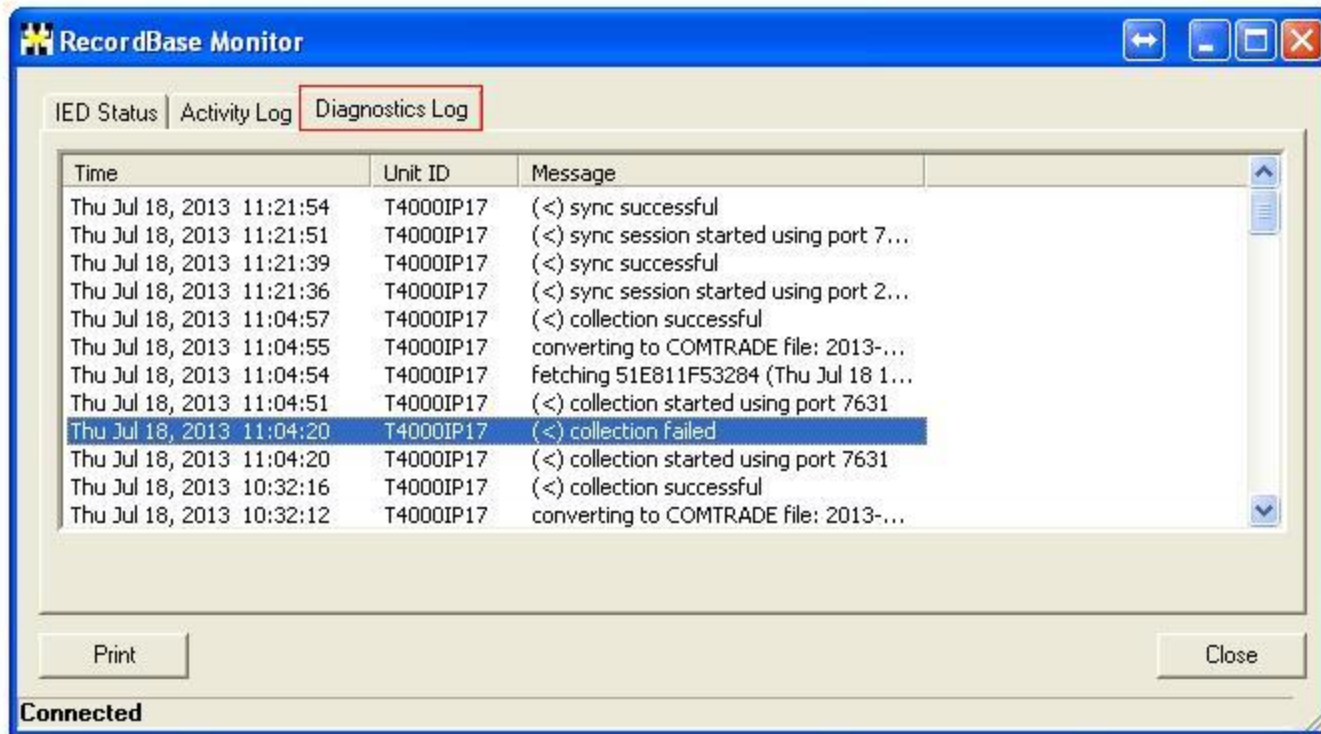 RecordBase Monitor
IED Status Activity Log Diagnostics Log
Time Unit ID Message
Thu Jul 18, 2013 11:21:54 T4000IP17 (<) sync successful
Thu Jul 18, 2013 11:21:51 T4000IP17 (<) sync session started using port 7...
Thu Jul 18, 2013 11:21:39 T4000IP17 (<) sync successful
Thu Jul 18, 2013 11:21:36 T4000IP17 (<) sync session started using port 2...
Thu Jul 18, 2013 11:04:57 T4000IP17 (<) collection successful
Thu Jul 18, 2013 11:04:55 T4000IP17 converting to COMTRADE file: 2013-...
Thu Jul 18, 2013 11:04:54 T4000IP17 fetching 51E811F53284 (Thu Jul 18 1...
Thu Jul 18, 2013 11:04:51 T4000IP17 (<) collection started using port 7631
Thu Jul 18, 2013 11:04:20 T4000IP17 (<) collection failed
Thu Jul 18, 2013 11:04:20 T4000IP17 (<) collection started using port 7631
Thu Jul 18, 2013 10:32:16 T4000IP17 (<) collection successful
Thu Jul 18, 2013 10:32:12 T4000IP17 converting to COMTRADE file: 2013-...
Print Close
Connected